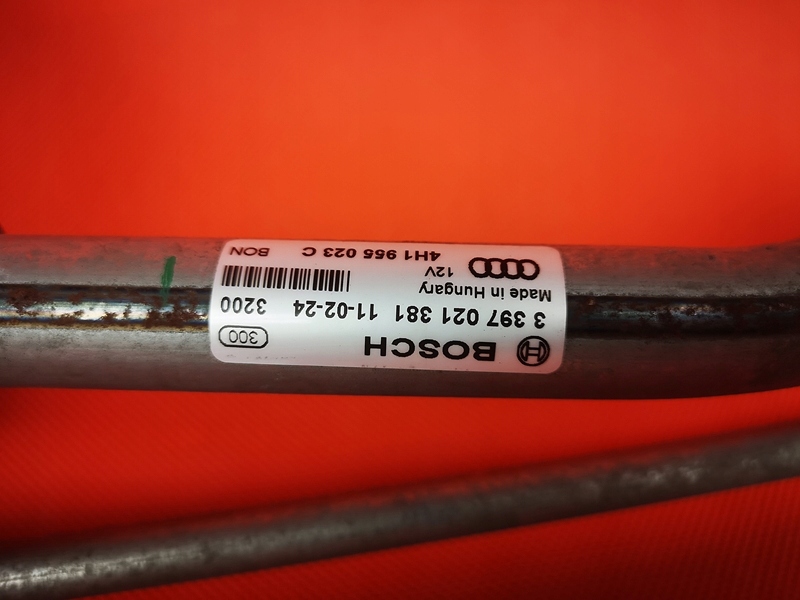 BOSCH 300
3 397 021 381 11-02-24 3200
Made in Hungary
12V
4H1 955 023 C BON